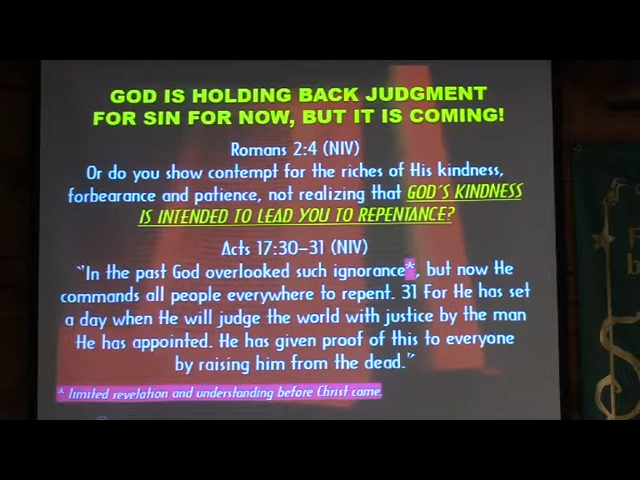 GOD IS HOLDING BACK JUDGMENT
FOR SIN FOR NOW, BUT IT IS COMING!
Romans 2:4 (NIV)
Or do you show contempt for the riches of His kindness,
forbearance and patience, not realizing that GOD'S KINDNESS
IS INTENDED TO LEAD YOU TO REPENTANCE?
Acts 17:30-31 (NIV)
"In the past God overlooked such ignorance*, but now He
commands all people everywhere to repent. 31 For He has set
a day when He will judge the world with justice by the man
He has appointed. He has given proof of this to everyone
by raising him from the dead."
* limited revelation and understanding before Christ came.